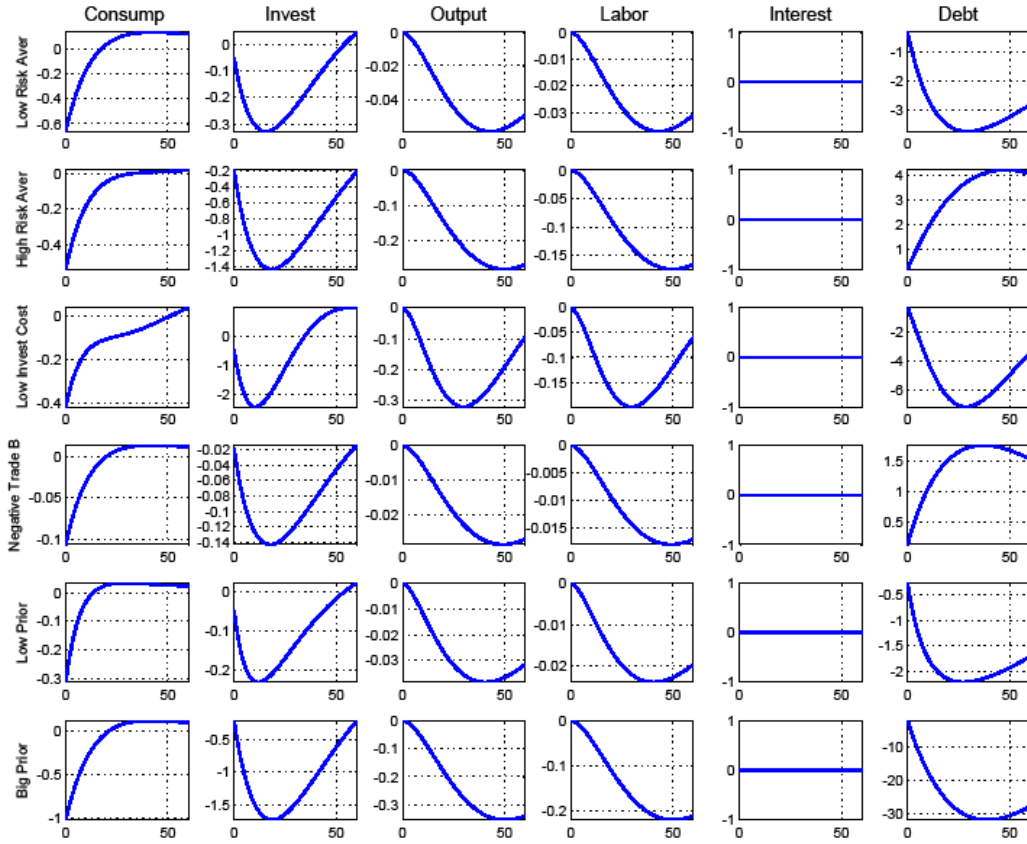 Consump Invest Output Labor Interest Debt
Low Risk Aver
0 -0.2 -0.4 -0.6
0 -0.1 -0.2 -0.3
0 -0.02 -0.04
0 -0.01 -0.02 -0.03
1 0 -1
-1 -2 -3
0 50 0 50 0 50 0 50 0 50 0 50
High Risk Aver
0 -0.2 -0.4
-0.2 -0.4 -0.6 -0.8 -1 -1.2 -1.4
0 -0.1 -0.2
0 -0.05 -0.1 -0.15
1 0 -1
4 3 2 1
0 50 0 50 0 50 0 50 0 50 0 50
Low Invest Cost
0 -0.2 -0.4
0 -1 -2
0 -0.1 -0.2 -0.3
0 -0.05 -0.1 -0.15 -0.2
1 0 -1
-2 -4 -6
0 50 0 50 0 50 0 50 0 50 0 50
Negative Trade B
0 -0.05 -0.1
-0.02 -0.04 -0.06 -0.08 -0.1 -0.12 -0.14
0 -0.01 -0.02
0 -0.005 -0.01 -0.015
1 0 -1
1.5 1 0.5
0 50 0 50 0 50 0 50 0 50 0 50
Low Prior
0 -0.1 -0.2 -0.3
0 -0.1 -0.2
0 -0.01 -0.02 -0.03
0 -0.01 -0.02
1 0 -1
-0.5 -1 -1.5 -2
0 50 0 50 0 50 0 50 0 50 0 50
Big Prior
0 -0.5 -1
-0.5 -1 -1.5
0 -0.1 -0.2 -0.3
0 -0.1 -0.2
1 0 -1
-10 -20 -30
0 50 0 50 0 50 0 50 0 50 0 50